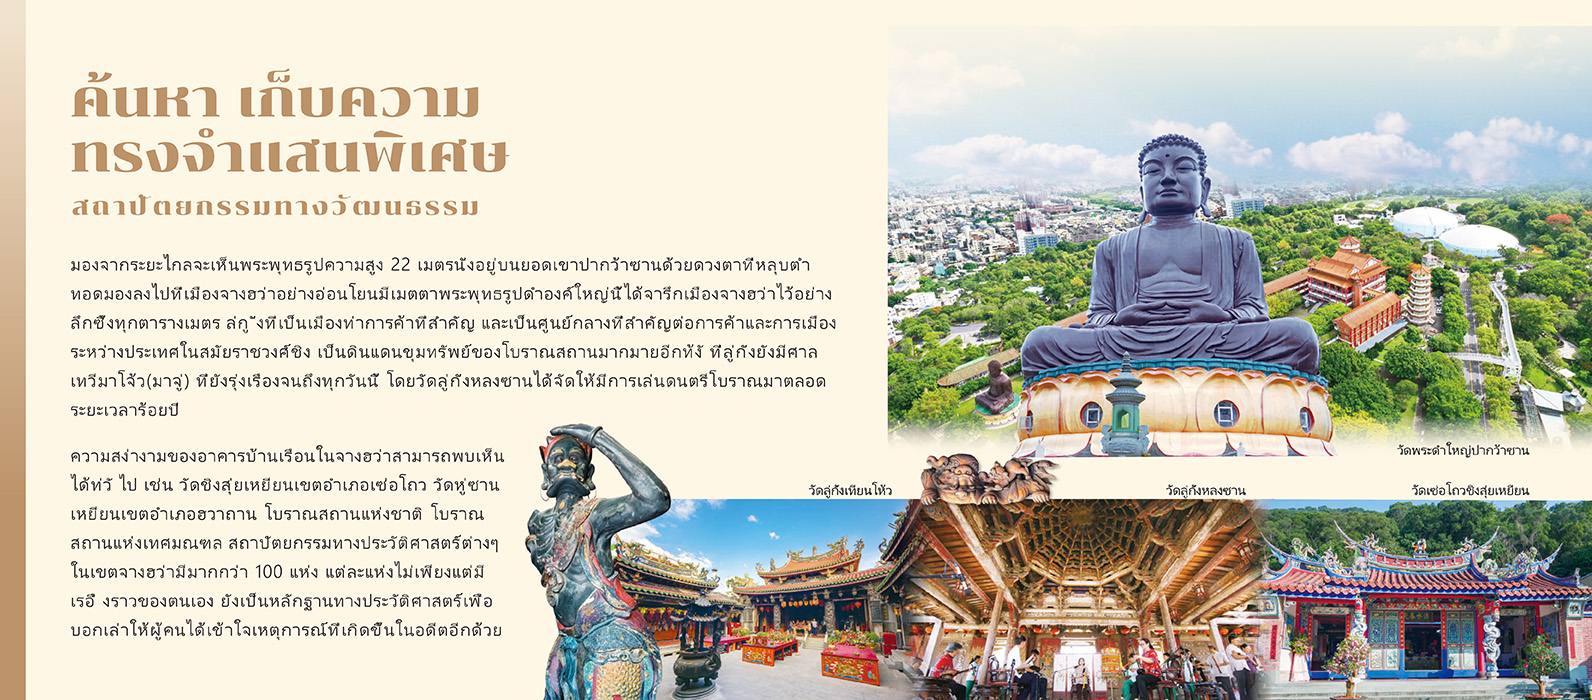 ค้นหา เก็บความ
ทรงจำแสนพิเศษ
สถาปัตยกรรมทางวัฒนธรรม
มองจากระยะไกลจะเห็นพระพุทธรูปความสูง 22 เมตรนั่งอยู่บนยอดเขาปากว้าซานด้วยดวงตาที่หลุบต่ำ
ทอดมองลงไปที่เมืองจางฮว่าอย่างอ่อนโยนมีเมตตาพระพุทธรูปดำองค์ใหญ่นี้ได้จารึกเมืองจางฮว่าไว้อย่าง
ลึกซึ้งทุกตารางเมตร ลู่กั่งที่เป็นเมืองท่าการค้าที่สำคัญ และเป็นศูนย์กลางที่สำคัญต่อการค้าและการเมือง
ระหว่างประเทศในสมัยราชวงศ์ชิง เป็นดินแดนขุมทรัพย์ของโบราณสถานมากมายอีกทั้ง ที่ลู่กั่งยังมีศาล
เทวีมาโจ้ว(มาจู่) ที่ยังรุ่งเรืองจนถึงทุกวันนี้ โดยวัดลู่กั่งหลงซานได้จัดให้มีการเล่นดนตรีโบราณมาตลอด
ระยะเวลาร้อยปี
ความสง่างามของอาคารบ้านเรือนในจางฮว่าสามารถพบเห็น
ได้ทั่วไป เช่น วัดชิงสุ่ยเหยียนเขตอำเภอเซ่อโถว วัดหู่ซาน
เหยียนเขตอำเภอฮวาถาน โบราณสถานแห่งชาติ โบราณ
สถานแห่งเทศมณฑล สถาปัตยกรรมทางประวัติศาสตร์ต่างๆ
ในเขตจางฮว่ามีมากกว่า 100 แห่ง แต่ละแห่งไม่เพียงแต่มี
เรื่องราวของตนเอง ยังเป็นหลักฐานทางประวัติศาสตร์เพื่อ
บอกเล่าให้ผู้คนได้เข้าใจเหตุการณ์ที่เกิดขึ้นในอดีตอีกด้วย
วัดพระดำใหญ่ปากว้าซาน
วัดลู่กั่งเทียนโห้ว
วัดลู่กั่งหลงซาน
วัดเซ่อโถวชิงสุ่ยเหยียน